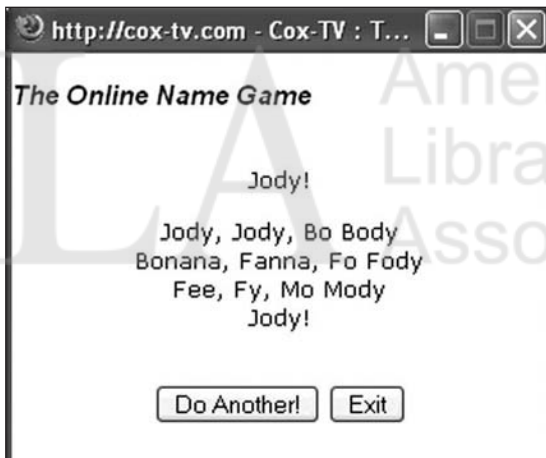 http://cox-tv.com - Cox-TV : T...
The Online Name Game
Jody!
Jody, Jody, Bo Body
Bonana, Fanna, Fo Fody
Fee, Fy, Mo Mody
Jody!
Do Another! Exit
LA
Ame
Libra
Asso